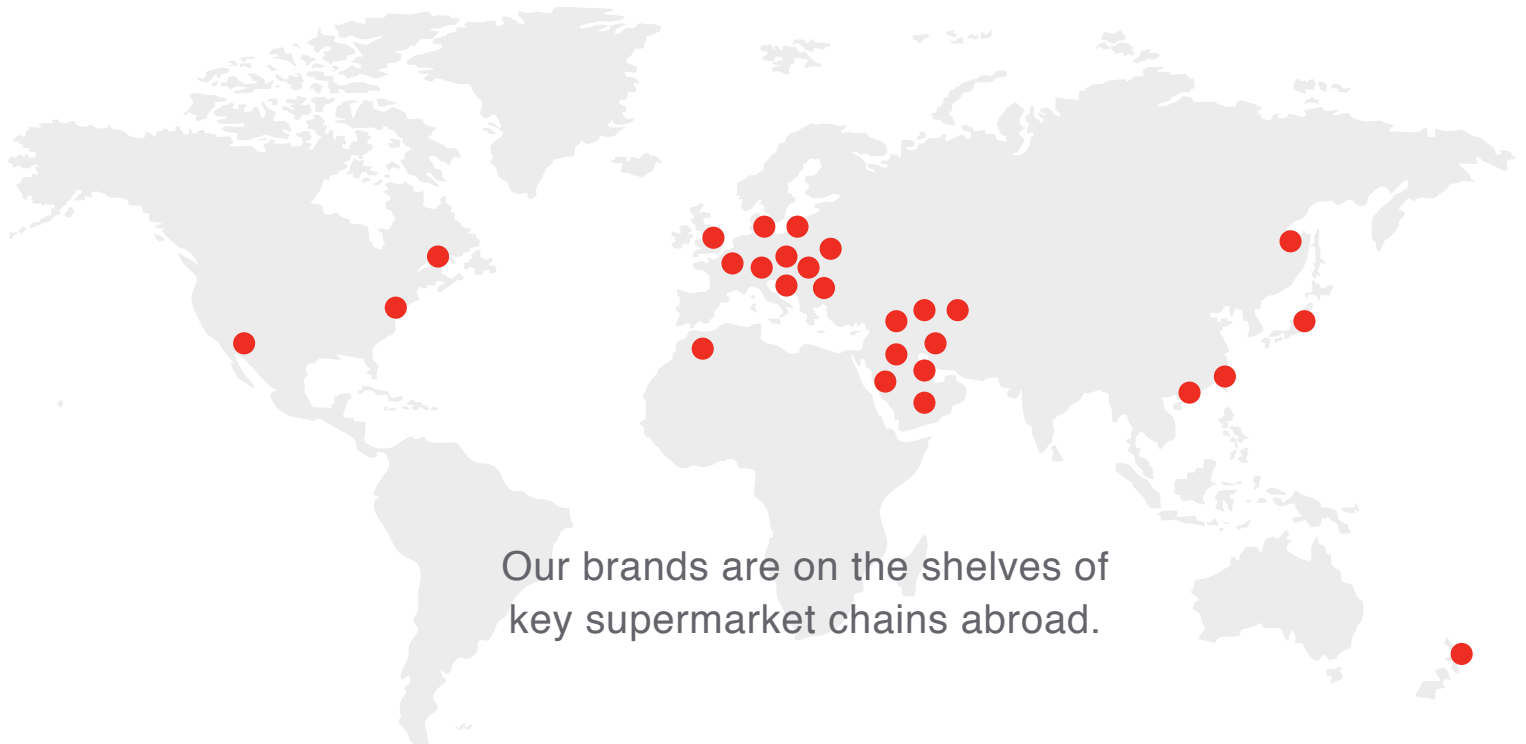 Our brands are on the shelves of
key supermarket chains abroad.